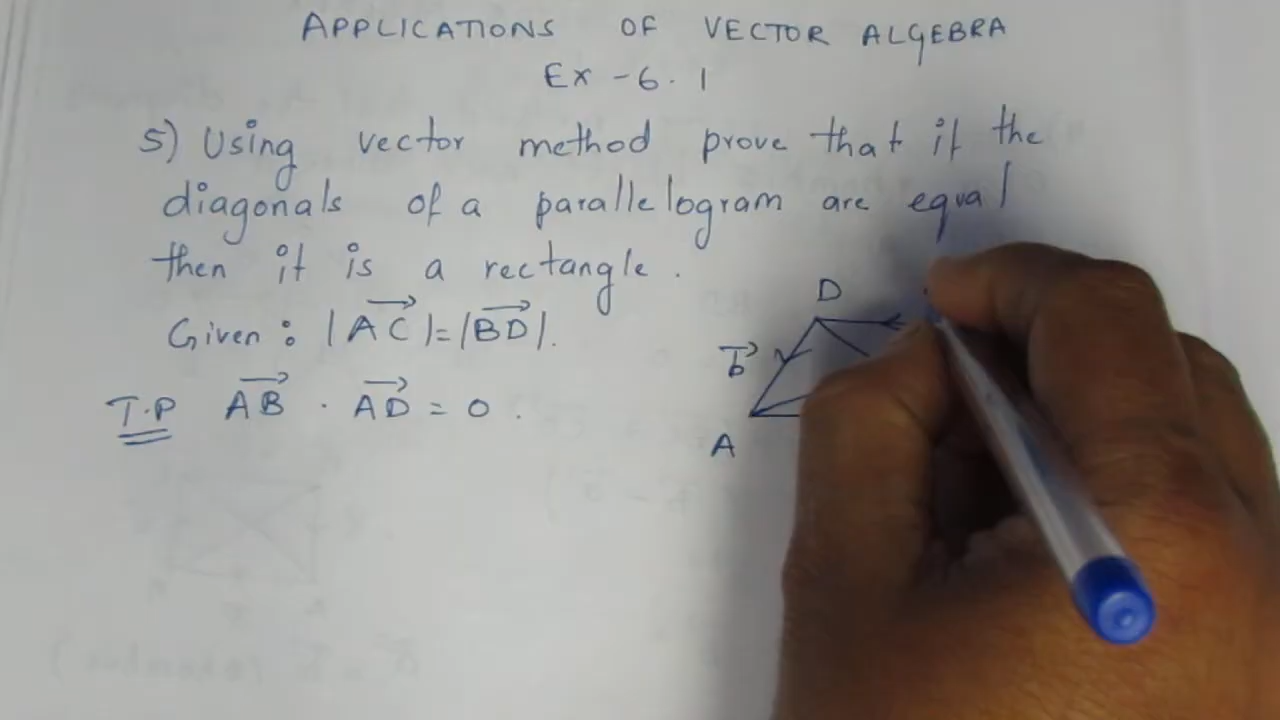 APPLICATIONS OF VECTOR ALGEBRA
Ex - 6.1
5) Using vector method prove that if the
diagonals of a parallelogram are equal
then it is a rectangle.
Given : |AC⃗| = |BD⃗|.
T.P AB⃗ . AD⃗ = 0.
D
b⃗
A